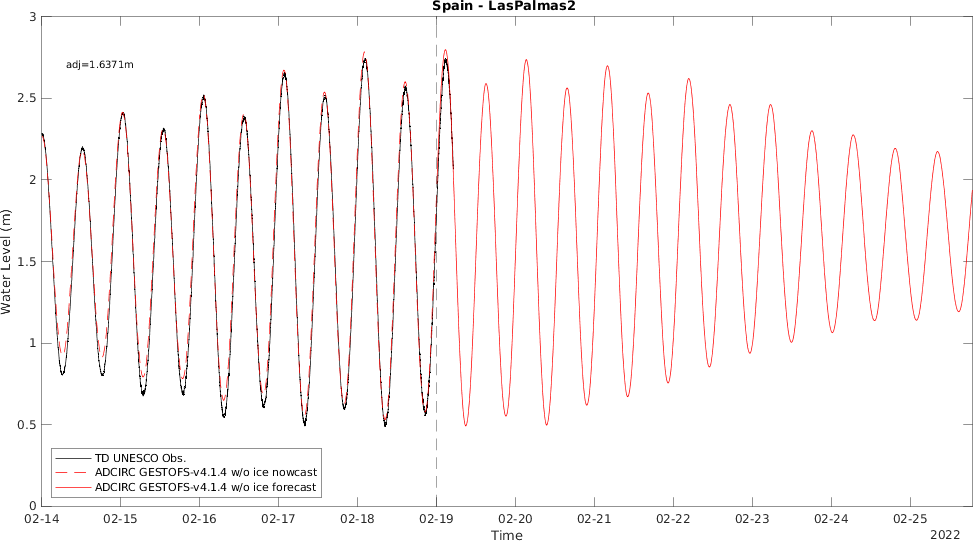 Spain - LasPalmas2
adj=1.6371m
Water Level (m)
3
2.5
2
1.5
1
0.5
0
TD UNESCO Obs.
ADCIRC GESTOFS-v4.1.4 w/o ice nowcast
ADCIRC GESTOFS-v4.1.4 w/o ice forecast
02-14 02-15 02-16 02-17 02-18 02-19 02-20 02-21 02-22 02-23 02-24 02-25
Time
2022